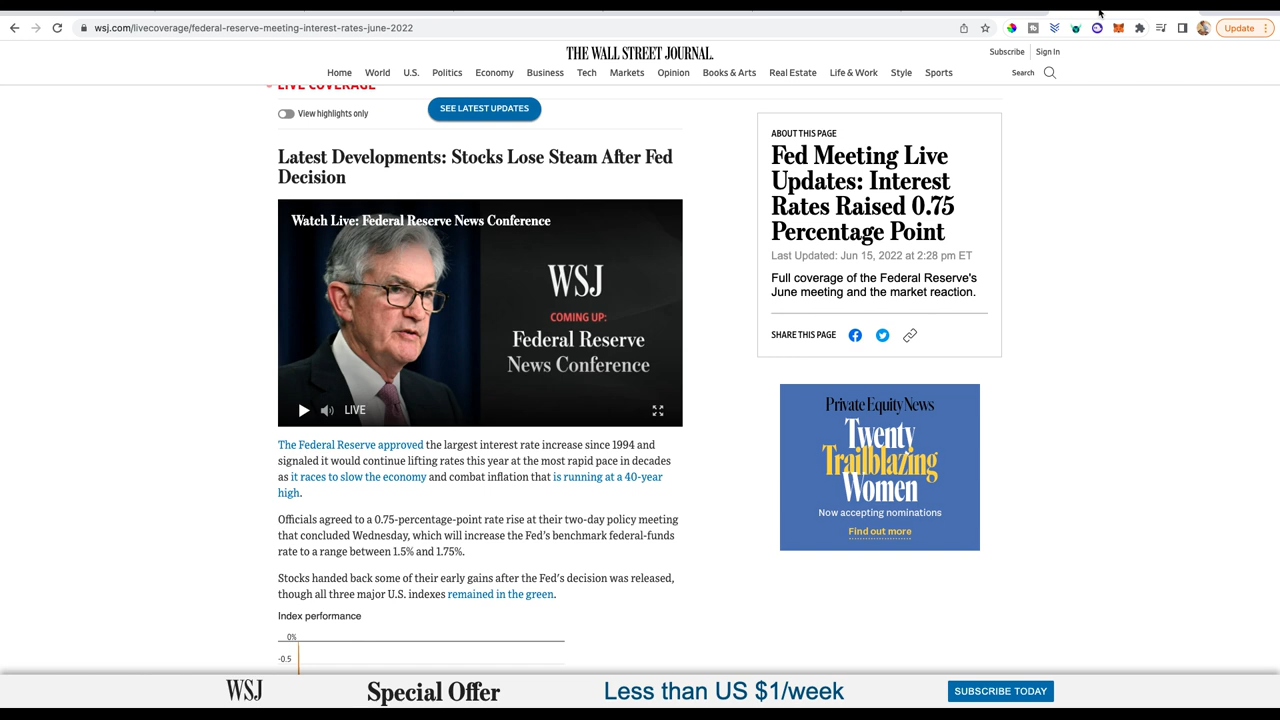 wsj.com/livecoverage/federal-reserve-meeting-interest-rates-june-2022
Update
THE WALL STREET JOURNAL.
Subscribe Sign In
Home World U.S. Politics Economy Business Tech Markets Opinion Books & Arts Real Estate Life & Work Style Sports
Search
LIVE COVERAGE
View highlights only
SEE LATEST UPDATES
Latest Developments: Stocks Lose Steam After Fed
Decision
Watch Live: Federal Reserve News Conference
WSJ
COMING UP:
Federal Reserve
News Conference
LIVE
The Federal Reserve approved the largest interest rate increase since 1994 and
signaled it would continue lifting rates this year at the most rapid pace in decades
as it races to slow the economy and combat inflation that is running at a 40-year
high.
Officials agreed to a 0.75-percentage-point rate rise at their two-day policy meeting
that concluded Wednesday, which will increase the Fed's benchmark federal-funds
rate to a range between 1.5% and 1.75%.
Stocks handed back some of their early gains after the Fed's decision was released,
though all three major U.S. indexes remained in the green.
Index performance
0%
-0.5
ABOUT THIS PAGE
Fed Meeting Live
Updates: Interest
Rates Raised 0.75
Percentage Point
Last Updated: Jun 15, 2022 at 2:28 pm ET
Full coverage of the Federal Reserve's
June meeting and the market reaction.
SHARE THIS PAGE
Private Equity News
Twenty
Trailblazing
Women
Now accepting nominations
Find out more
WSJ Special Offer Less than US $1/week SUBSCRIBE TODAY